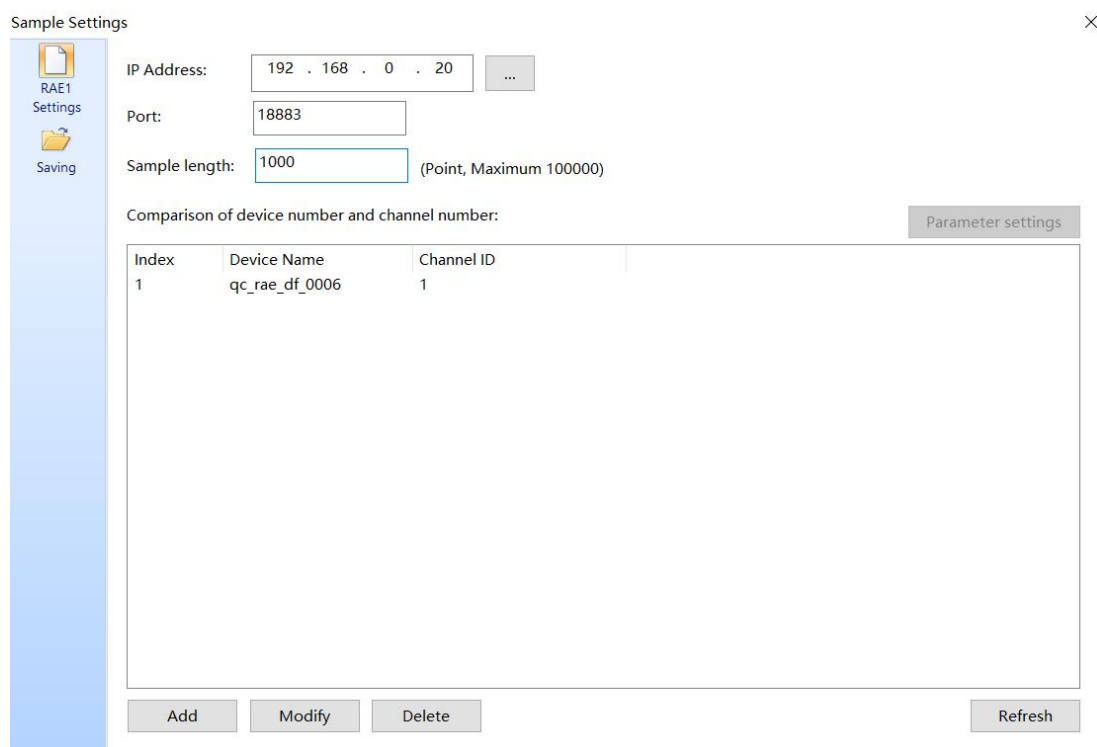 Sample Settings
RAE1
Settings
Saving
IP Address: 192 . 168 . 0 . 20 ...
Port: 18883
Sample length: 1000 (Point, Maximum 100000)
Comparison of device number and channel number:
Parameter settings
Index Device Name Channel ID
1 qc_rae_df_0006 1
Add Modify Delete Refresh